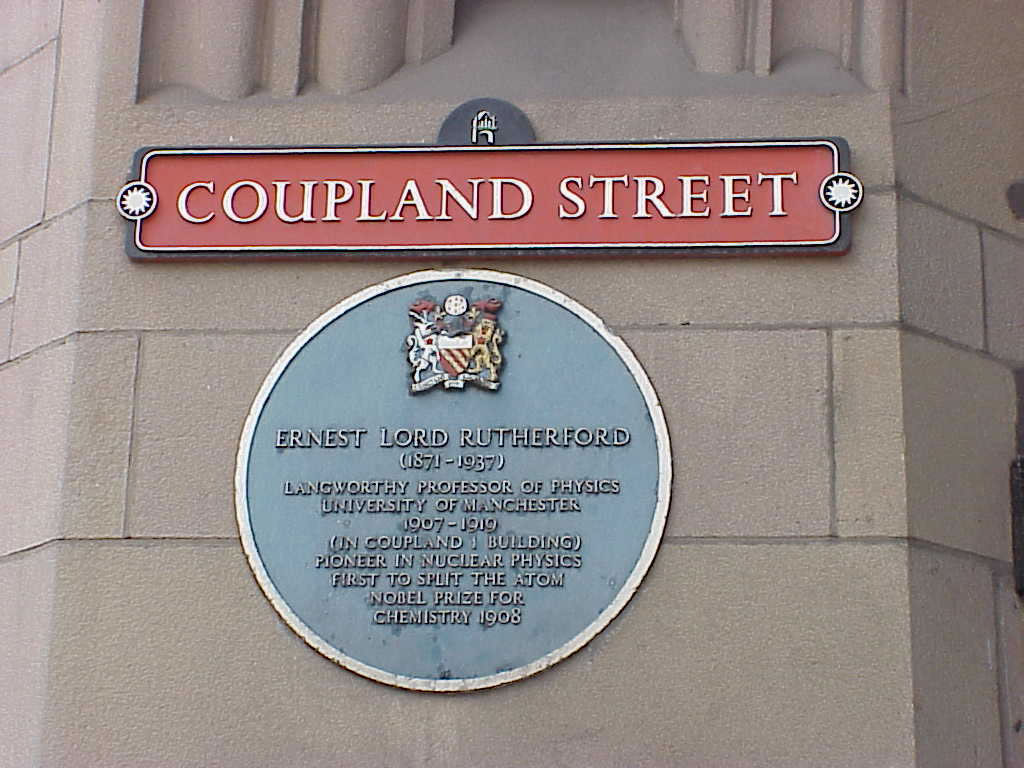 COUPLAND STREET
ERNEST LORD RUTHERFORD
(1871-1937)
LANGWORTHY PROFESSOR OF PHYSICS
UNIVERSITY OF MANCHESTER
1907-1919
(IN COUPLAND 1 BUILDING)
PIONEER IN NUCLEAR PHYSICS
FIRST TO SPLIT THE ATOM
NOBEL PRIZE FOR
CHEMISTRY 1908